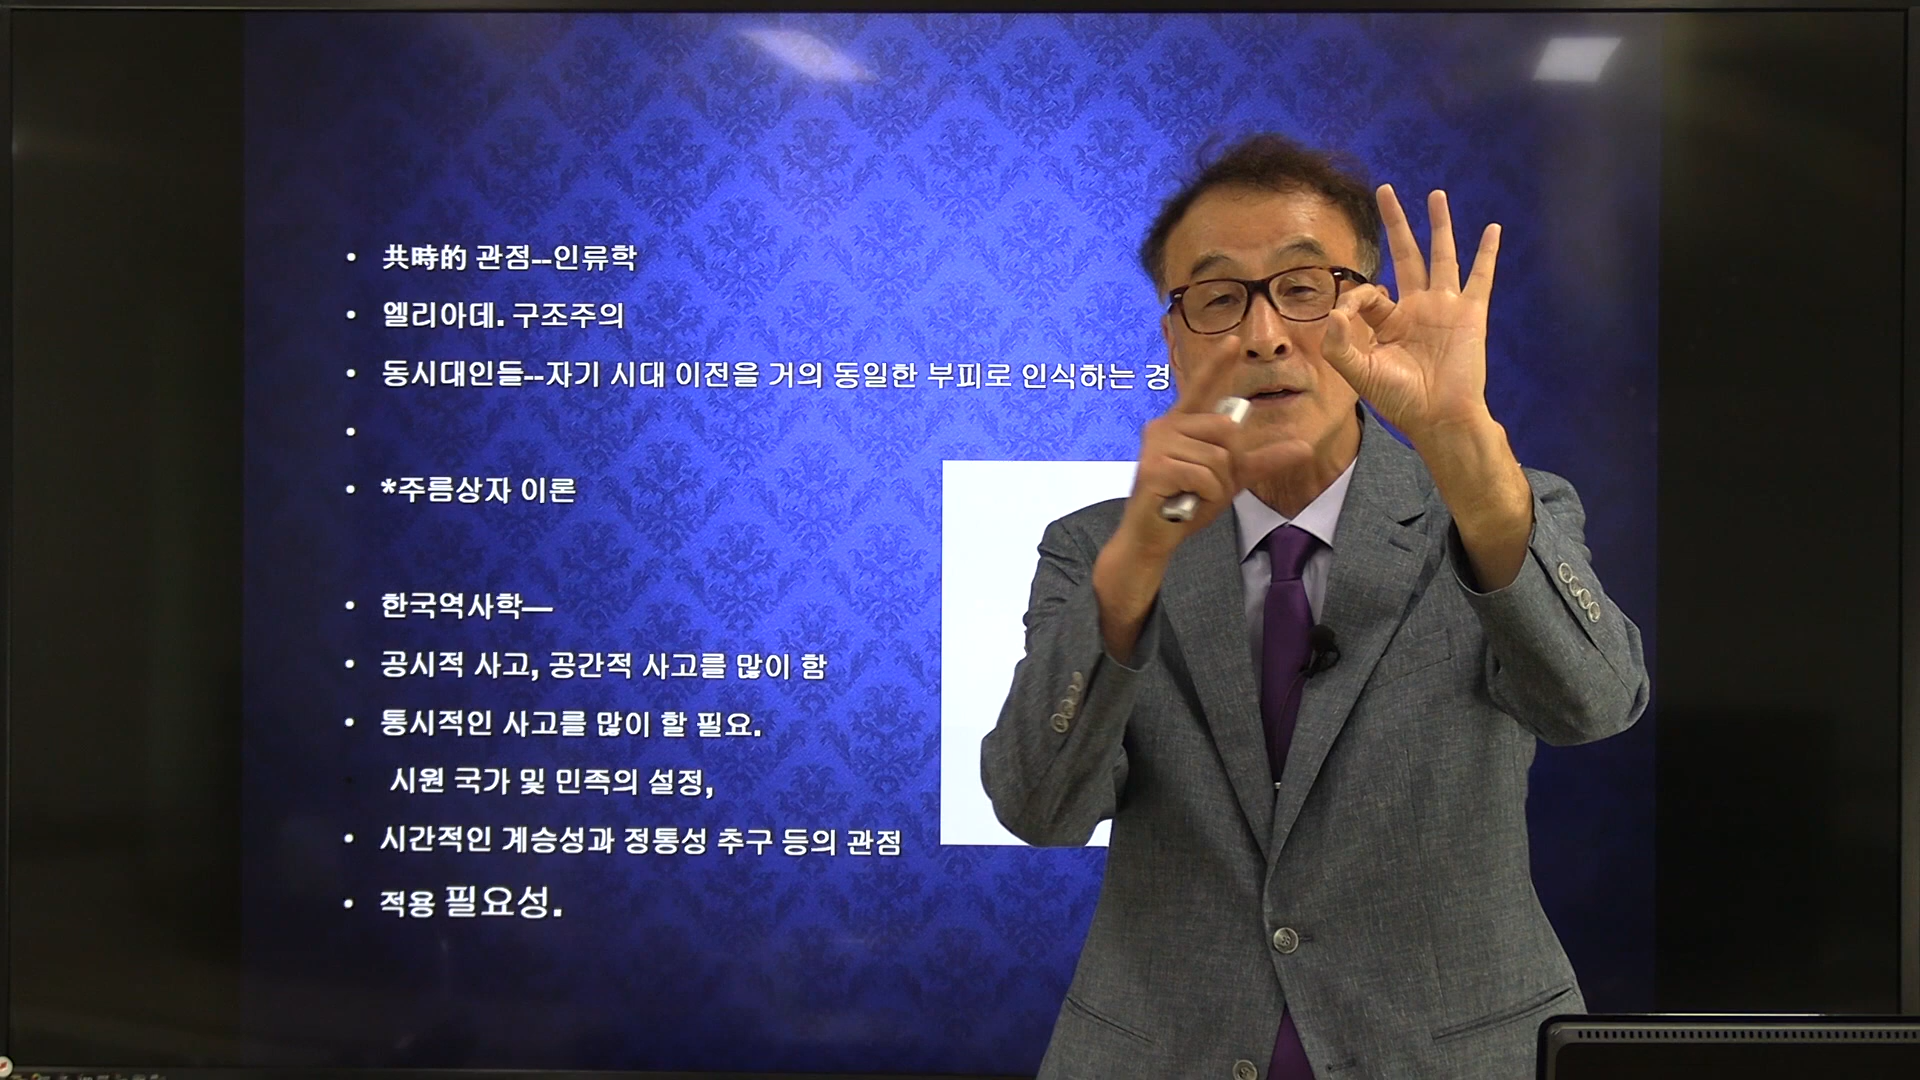 共時的 관점--인류학
엘리아데. 구조주의
동시대인들--자기 시대 이전을 거의 동일한 부피로 인식하는 경
*주름상자 이론
한국역사학—
공시적 사고, 공간적 사고를 많이 함
통시적인 사고를 많이 할 필요.
시원 국가 및 민족의 설정,
시간적인 계승성과 정통성 추구 등의 관점
적용 필요성.